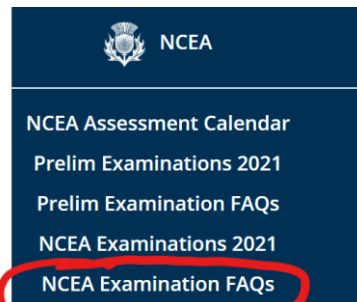 NCEA
NCEA Assessment Calendar
Prelim Examinations 2021
Prelim Examination FAQs
NCEA Examinations 2021
NCEA Examination FAQs